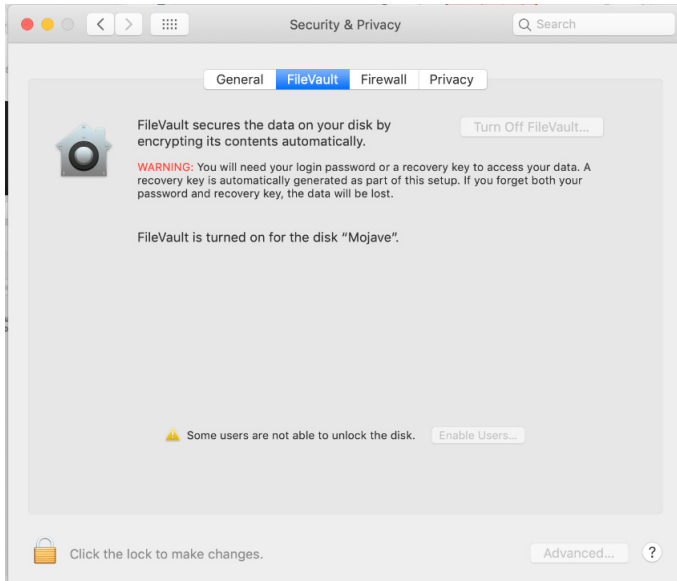 Security & Privacy
Search
General FileVault Firewall Privacy
FileVault secures the data on your disk by
encrypting its contents automatically.
Turn Off FileVault...
WARNING: You will need your login password or a recovery key to access your data. A
recovery key is automatically generated as part of this setup. If you forget both your
password and recovery key, the data will be lost.
FileVault is turned on for the disk “Mojave”.
Some users are not able to unlock the disk. Enable Users...
Click the lock to make changes.
Advanced... ?